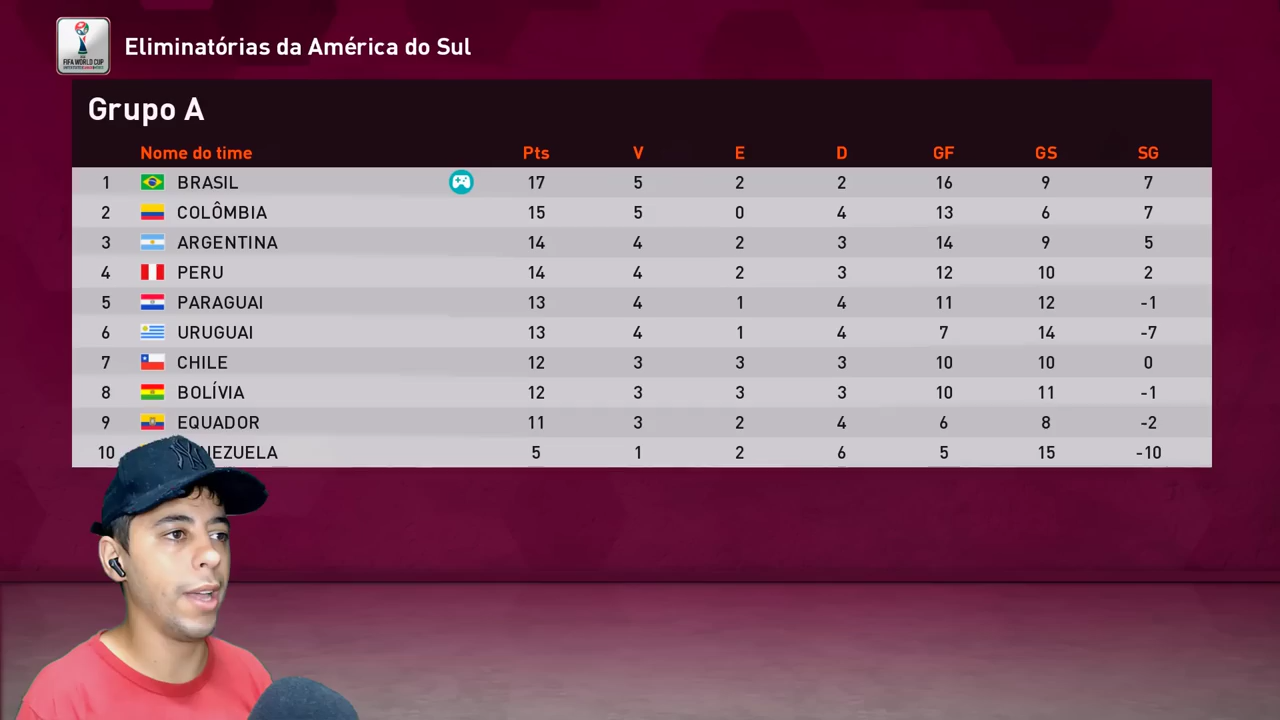 Eliminatórias da América do Sul
FIFA WORLD CUP
Grupo A
Nome do time Pts V E D GF GS SG
1 BRASIL 17 5 2 2 16 9 7
2 COLÔMBIA 15 5 0 4 13 6 7
3 ARGENTINA 14 4 2 3 14 9 5
4 PERU 14 4 2 3 12 10 2
5 PARAGUAI 13 4 1 4 11 12 -1
6 URUGUAI 13 4 1 4 7 14 -7
7 CHILE 12 3 3 3 10 10 0
8 BOLÍVIA 12 3 3 3 10 11 -1
9 EQUADOR 11 3 2 4 6 8 -2
10 NEZUELA 5 1 2 6 5 15 -10